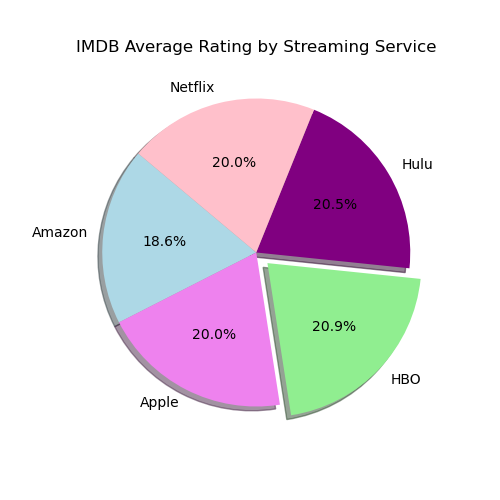 IMDB Average Rating by Streaming Service
Netflix
Hulu
20.0%
20.5%
Amazon
18.6%
20.0%
20.9%
HBO
Apple